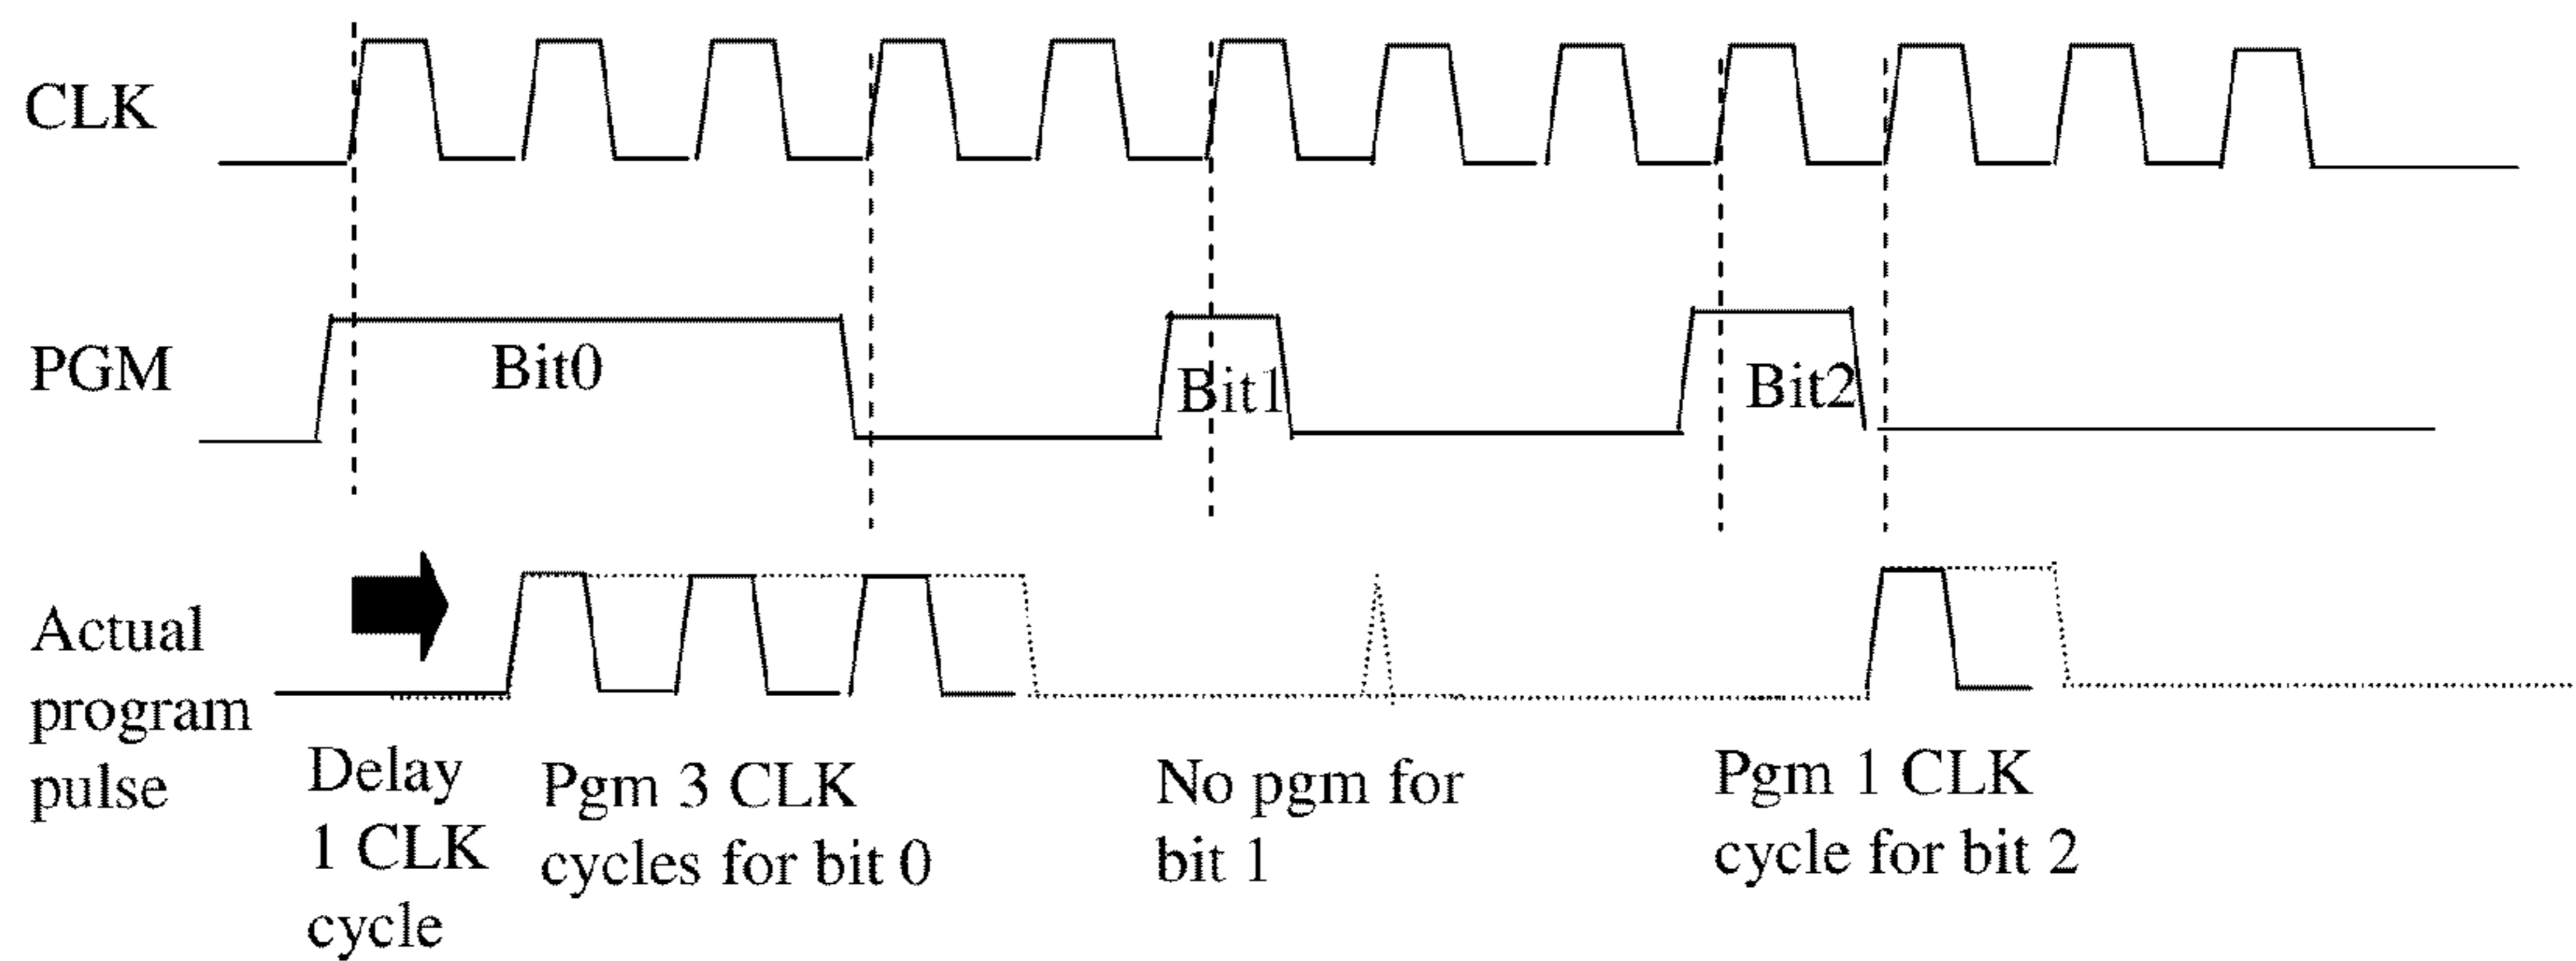 CLK
PGM
Bit0
Bit1
Bit2
Actual
program
pulse
Delay
1 CLK
cycle
Pgm 3 CLK
cycles for bit 0
No pgm for
bit 1
Pgm 1 CLK
cycle for bit 2